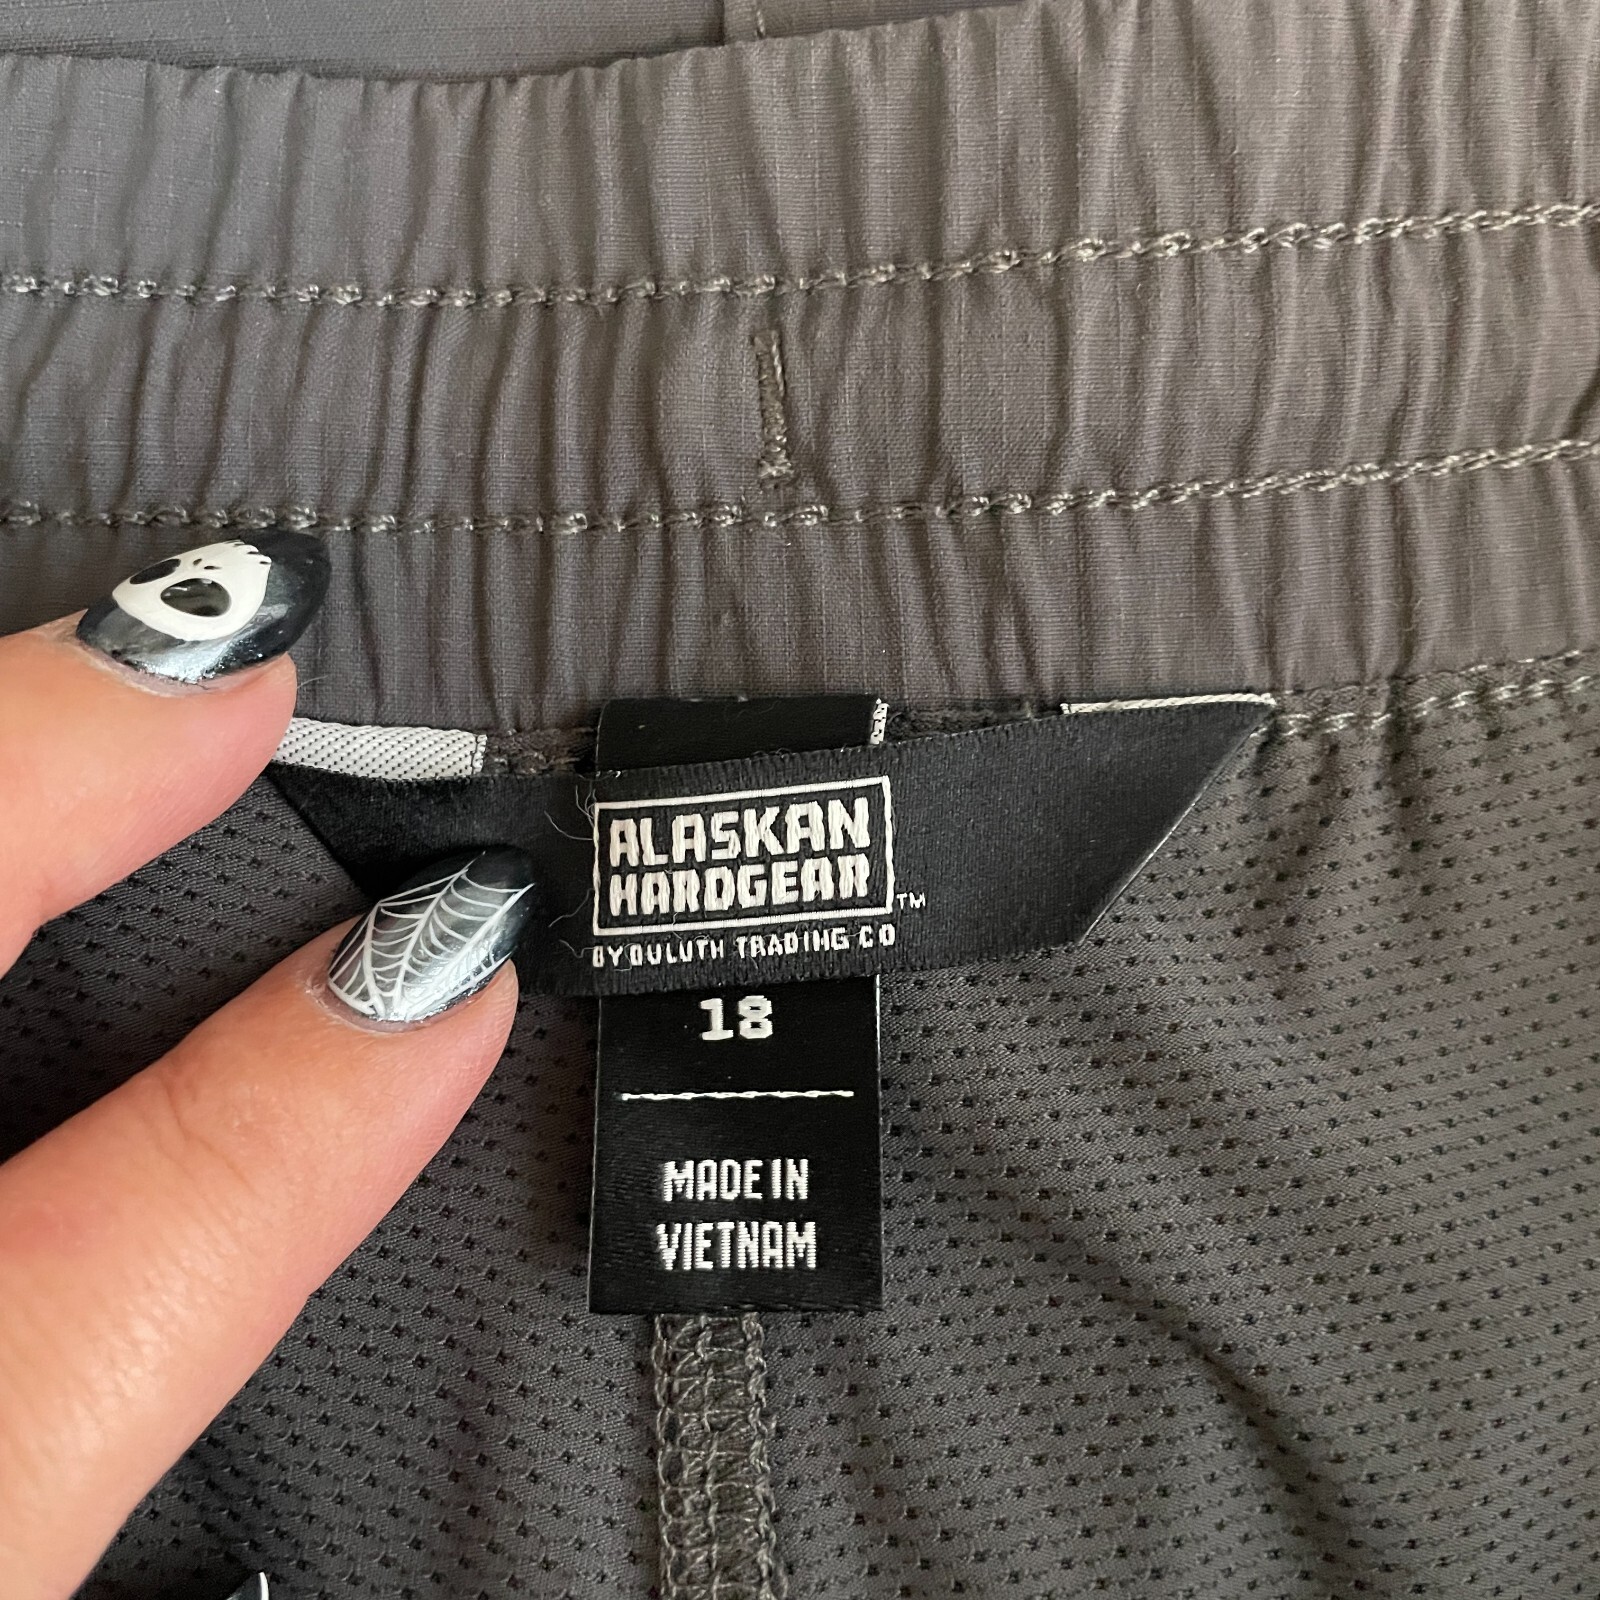 ALASKAN
HARDGEAR
TM
BY DULUTH TRADING CO
18
MADE IN
VIETNAM